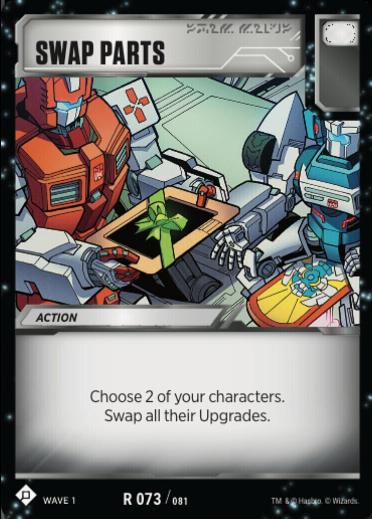 SWAP PARTS
ACTION
Choose 2 of your characters.
Swap all their Upgrades.
WAVE 1
R 073 / 081
TM & © Hasbro. © Wizards.